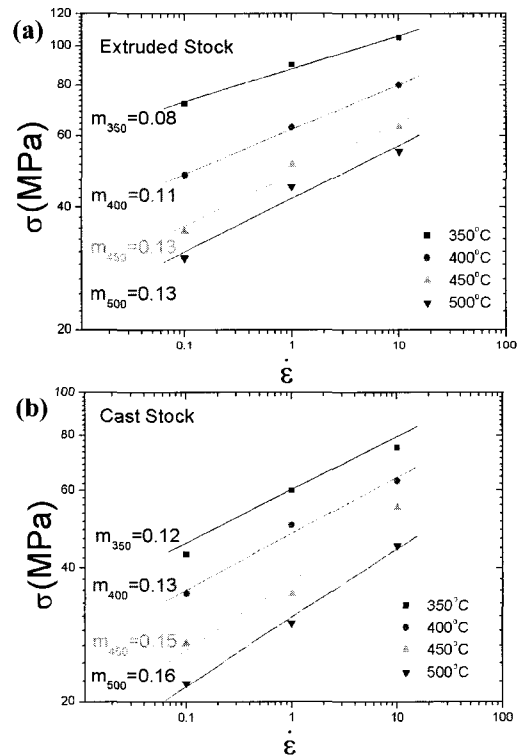 (a)
Extruded Stock
120
100
80
60
40
20
σ(MPa)
m350=0.08
m400=0.11
m450=0.13
m500=0.13
350°C
400°C
450°C
500°C
0.1
1
10
100
ε̇
(b)
Cast Stock
100
80
60
40
20
σ(MPa)
m350=0.12
m400=0.13
m450=0.15
m500=0.16
350°C
400°C
450°C
500°C
0.1
1
10
100
ε̇